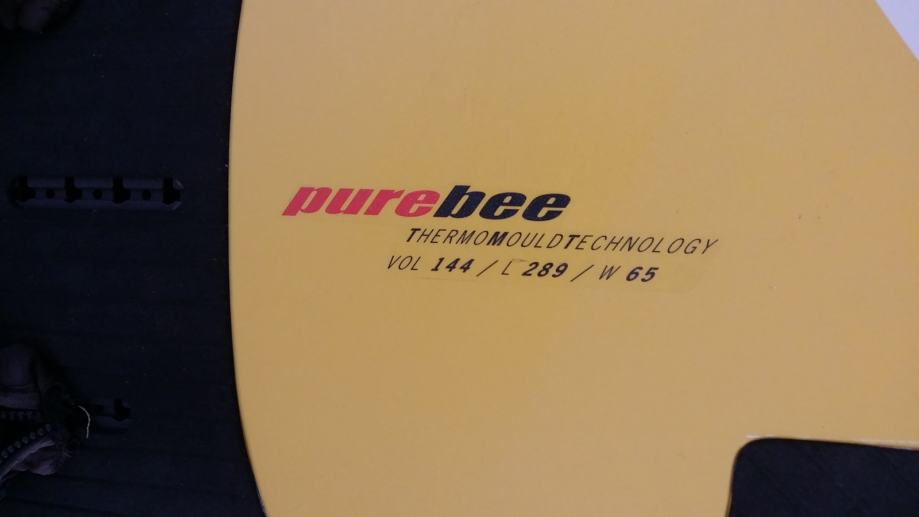 purebee
THERMOMOULDTECHNOLOGY
VOL 144 / L 289 / W 65